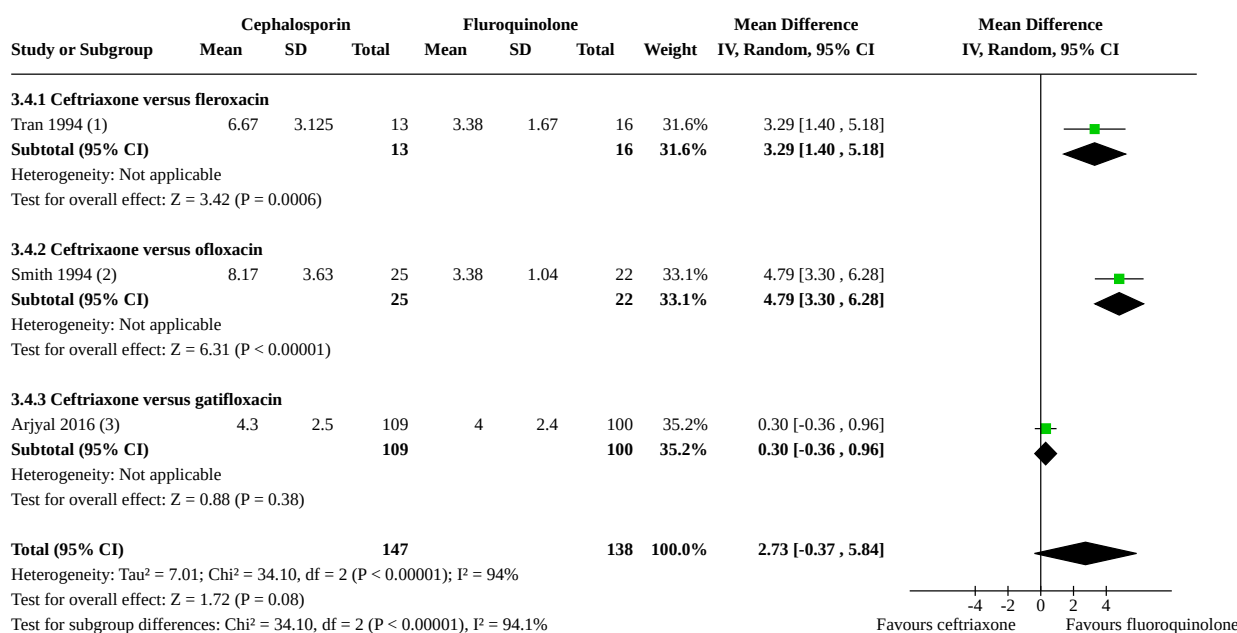 Cephalosporin Fluroquinolone Mean Difference Mean Difference
Study or Subgroup Mean SD Total Mean SD Total Weight IV, Random, 95% CI IV, Random, 95% CI
3.4.1 Ceftriaxone versus fleroxacin
Tran 1994 (1) 6.67 3.125 13 3.38 1.67 16 31.6% 3.29 [1.40 , 5.18]
Subtotal (95% CI) 13 16 31.6% 3.29 [1.40 , 5.18]
Heterogeneity: Not applicable
Test for overall effect: Z = 3.42 (P = 0.0006)
3.4.2 Ceftrixaone versus ofloxacin
Smith 1994 (2) 8.17 3.63 25 3.38 1.04 22 33.1% 4.79 [3.30 , 6.28]
Subtotal (95% CI) 25 22 33.1% 4.79 [3.30 , 6.28]
Heterogeneity: Not applicable
Test for overall effect: Z = 6.31 (P < 0.00001)
3.4.3 Ceftriaxone versus gatifloxacin
Arjyal 2016 (3) 4.3 2.5 109 4 2.4 100 35.2% 0.30 [-0.36 , 0.96]
Subtotal (95% CI) 109 100 35.2% 0.30 [-0.36 , 0.96]
Heterogeneity: Not applicable
Test for overall effect: Z = 0.88 (P = 0.38)
Total (95% CI) 147 138 100.0% 2.73 [-0.37 , 5.84]
Heterogeneity: Tau² = 7.01; Chi² = 34.10, df = 2 (P < 0.00001); I² = 94%
Test for overall effect: Z = 1.72 (P = 0.08)
Test for subgroup differences: Chi² = 34.10, df = 2 (P < 0.00001), I² = 94.1%
-4 -2 0 2 4
Favours ceftriaxone Favours fluoroquinolone